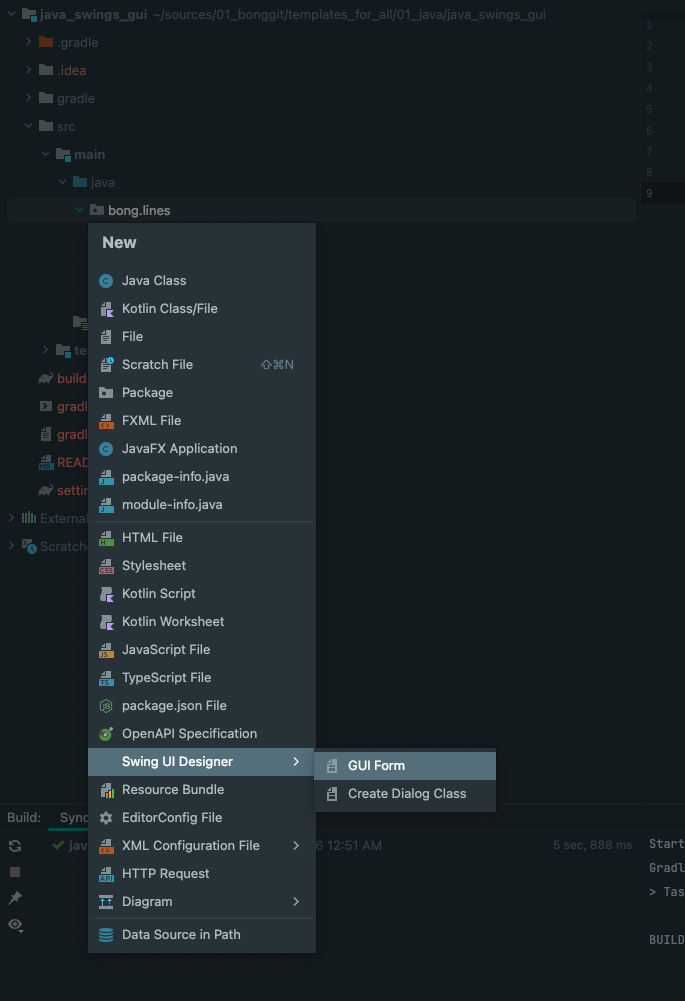 java_swings_gui ~/sources/01_bonggit/templates_for_all/01_java/java_swings_gui
.gradle
.idea
gradle
src
main
java
bong.lines
New
Java Class
Kotlin Class/File
File
Scratch File ⇧⌘N
Package
FXML File
JavaFX Application
package-info.java
module-info.java
HTML File
Stylesheet
Kotlin Script
Kotlin Worksheet
JavaScript File
TypeScript File
package.json File
OpenAPI Specification
Swing UI Designer
GUI Form
Create Dialog Class
Resource Bundle
EditorConfig File
XML Configuration File
HTTP Request
Diagram
Data Source in Path
te
build
gradl
gradl
READ
settin
External
Scratch
1
2
3
4
5
6
7
8
9
Build: Sync
jav 6 12:51 AM 5 sec, 888 ms
Start
Gradl
> Tas
BUILD